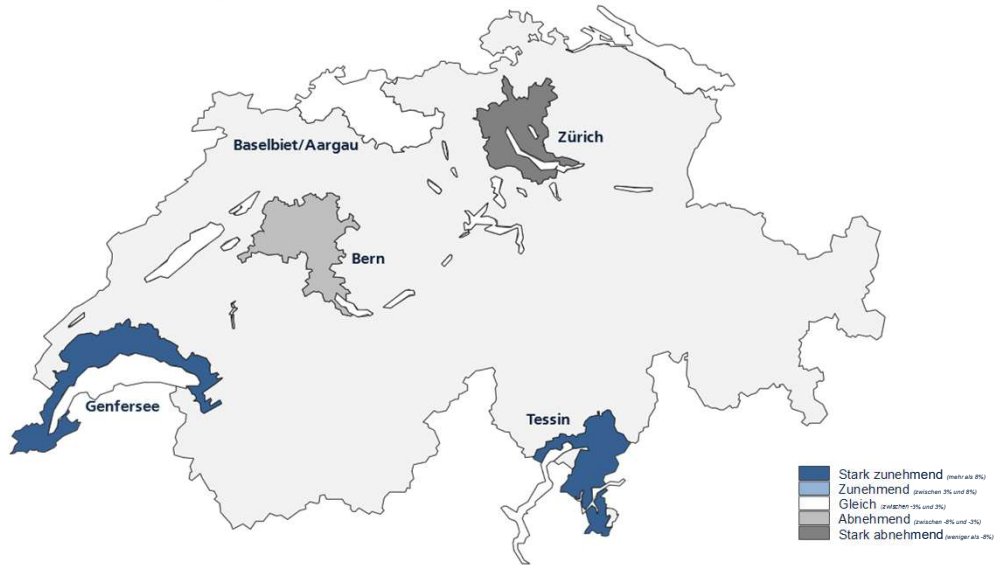 Zürich
Baselbiet/Aargau
Bern
Genfersee
Tessin
Stark zunehmend (mehr als 8%)
Zunehmend (zwischen 3% und 8%)
Gleich (zwischen -3% und 3%)
Abnehmend (zwischen -8% und -3%)
Stark abnehmend (weniger als -8%)